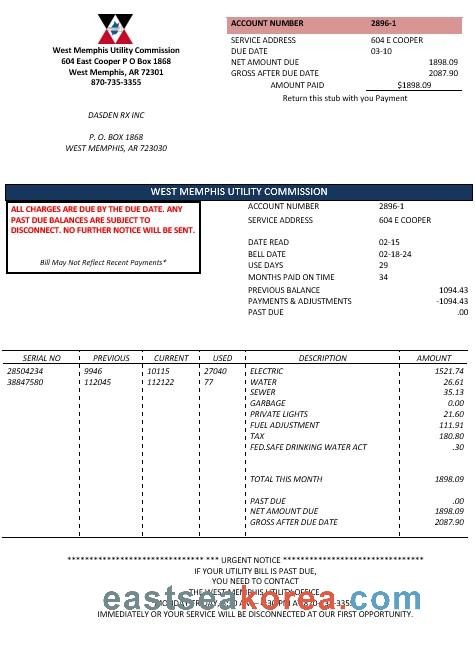 West Memphis Utility Commission
604 East Cooper P O Box 1868
West Memphis, AR 72301
870-735-3355
ACCOUNT NUMBER 2896-1
SERVICE ADDRESS 604 E COOPER
DUE DATE 03-10
NET AMOUNT DUE 1898.09
GROSS AFTER DUE DATE 2087.90
AMOUNT PAID $1898.09
Return this stub with you Payment
DASDEN RX INC
P. O. BOX 1868
WEST MEMPHIS, AR 723030
WEST MEMPHIS UTILITY COMMISSION
ALL CHARGES ARE DUE BY THE DUE DATE. ANY
PAST DUE BALANCES ARE SUBJECT TO
DISCONNECT. NO FURTHER NOTICE WILL BE SENT.
Bill May Not Reflect Recent Payments*
ACCOUNT NUMBER 2896-1
SERVICE ADDRESS 604 E COOPER
DATE READ 02-15
BELL DATE 02-18-24
USE DAYS 29
MONTHS PAID ON TIME 34
PREVIOUS BALANCE 1094.43
PAYMENTS & ADJUSTMENTS -1094.43
PAST DUE .00
SERIAL NO PREVIOUS CURRENT USED DESCRIPTION AMOUNT
28504234 9946 10115 27040 ELECTRIC 1521.74
38847580 112045 112122 77 WATER 26.61
SEWER 35.13
GARBAGE 0.00
PRIVATE LIGHTS 21.60
FUEL ADJUSTMENT 111.91
TAX 180.80
FED.SAFE DRINKING WATER ACT .30
TOTAL THIS MONTH 1898.09
PAST DUE .00
NET AMOUNT DUE 1898.09
GROSS AFTER DUE DATE 2087.90
****************************** *** URGENT NOTICE *******************************
IF YOUR UTILITY BILL IS PAST DUE,
YOU NEED TO CONTACT
THE WEST MEMPHIS UTILITY OFFICE
eastseakorea.com
IMMEDIATELY OR YOUR SERVICE WILL BE DISCONNECTED AT OUR FIRST OPPORTUNITY.